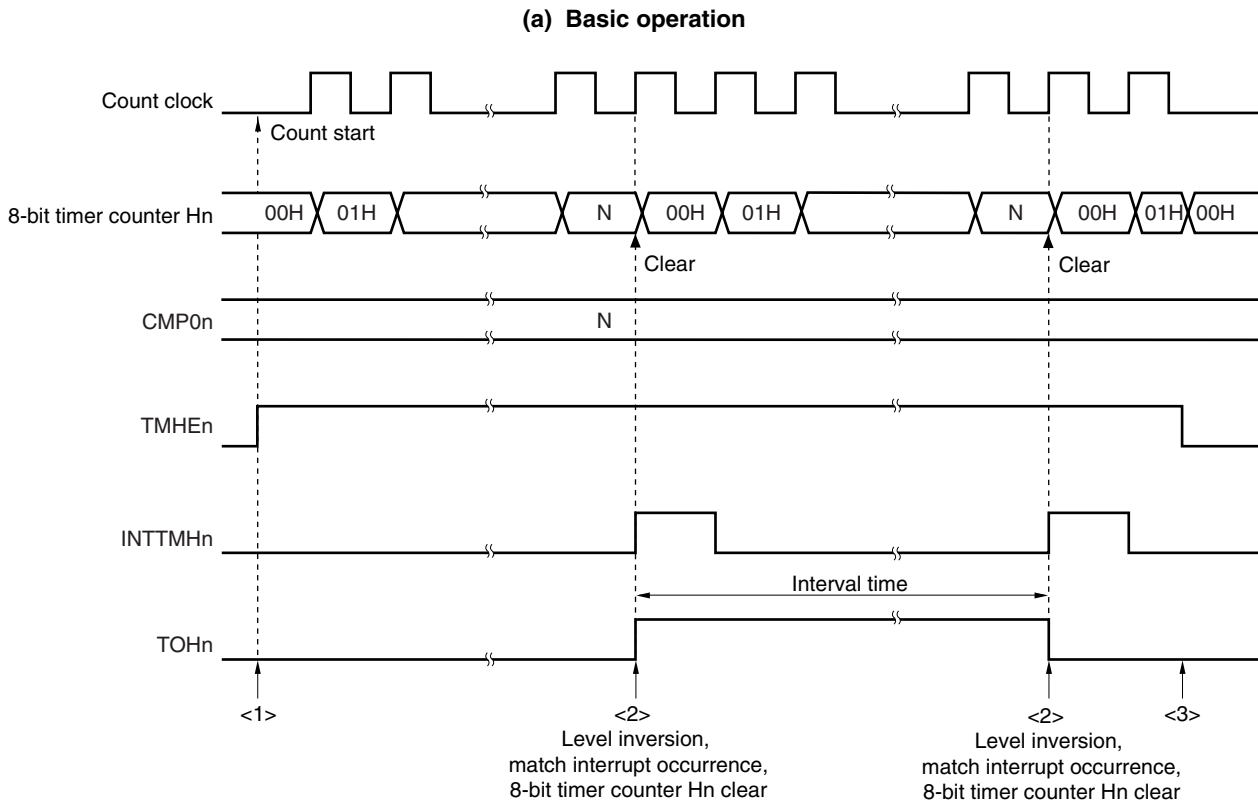 (a) Basic operation
Count clock
Count start
8-bit timer counter Hn
00H 01H N 00H 01H N 00H 01H 00H
Clear Clear
CMP0n N
TMHEn
INTTMHn
Interval time
TOHn
<1> <2> <2> <3>
Level inversion,
match interrupt occurrence,
8-bit timer counter Hn clear
Level inversion,
match interrupt occurrence,
8-bit timer counter Hn clear